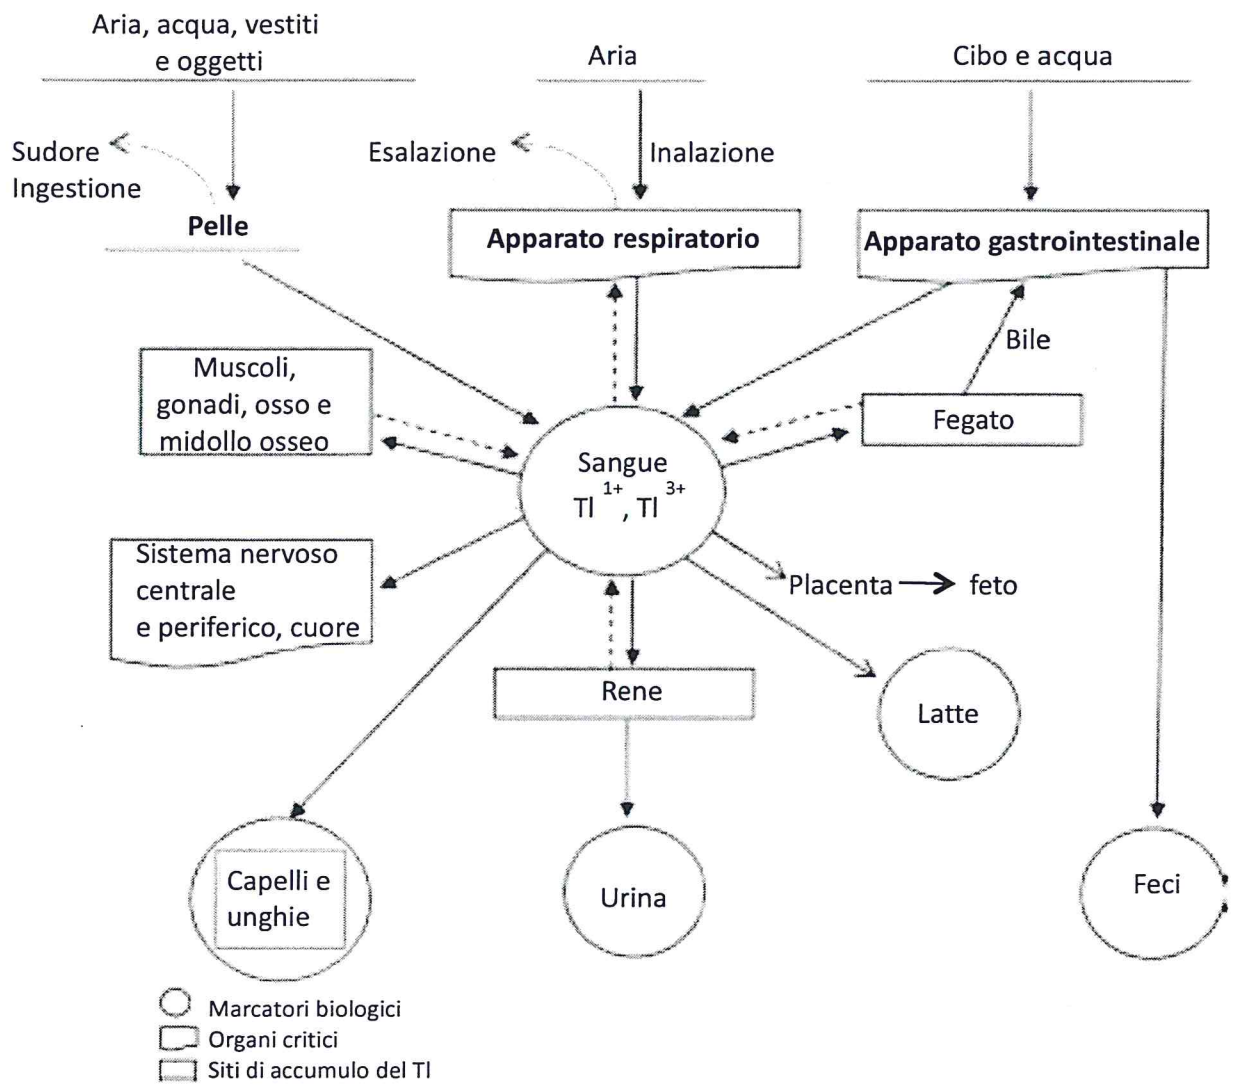 Aria, acqua, vestiti
e oggetti
Aria
Cibo e acqua
Sudore
Ingestione
Esalazione
Inalazione
Pelle
Apparato respiratorio
Apparato gastrointestinale
Bile
Muscoli,
gonadi, osso e
midollo osseo
Fegato
Sangue
Tl 1+, Tl 3+
Sistema nervoso
centrale
e periferico, cuore
Placenta
feto
Rene
Latte
Capelli e
unghie
Urina
Feci
Marcatori biologici
Organi critici
Siti di accumulo del Tl